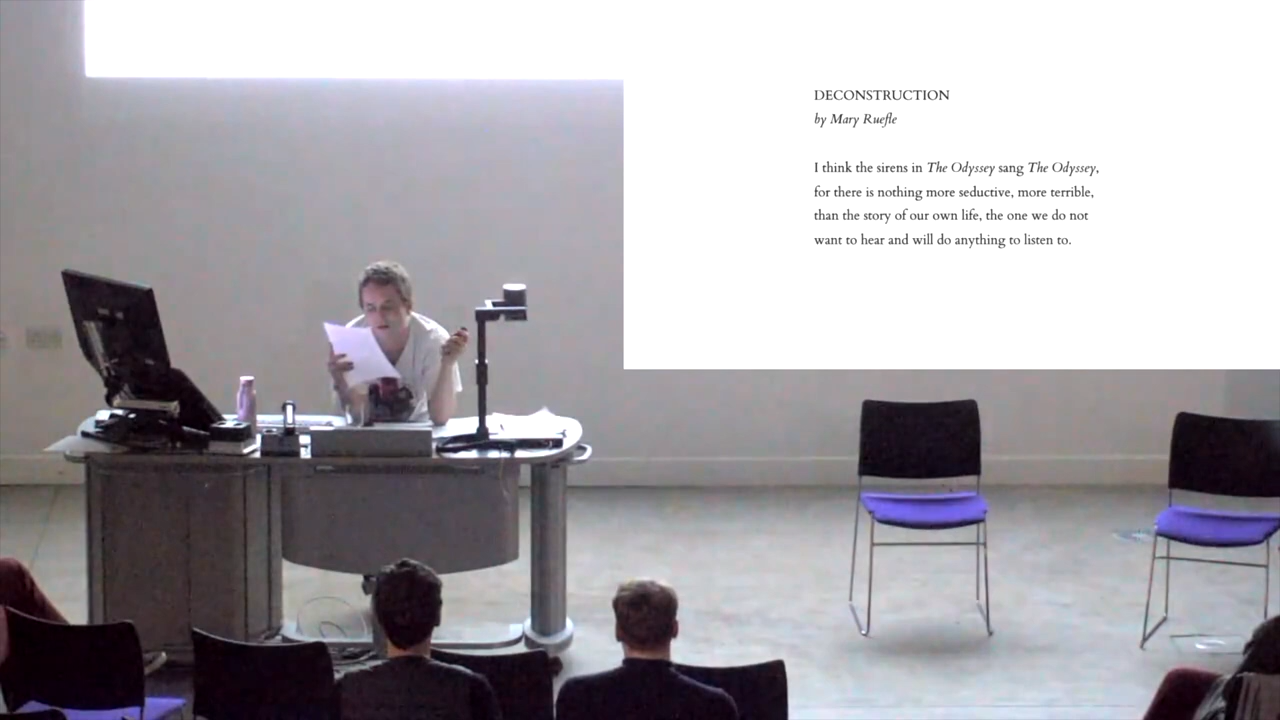 DECONSTRUCTION
by Mary Ruefle
I think the sirens in The Odyssey sang The Odyssey,
for there is nothing more seductive, more terrible,
than the story of our own life, the one we do not
want to hear and will do anything to listen to.